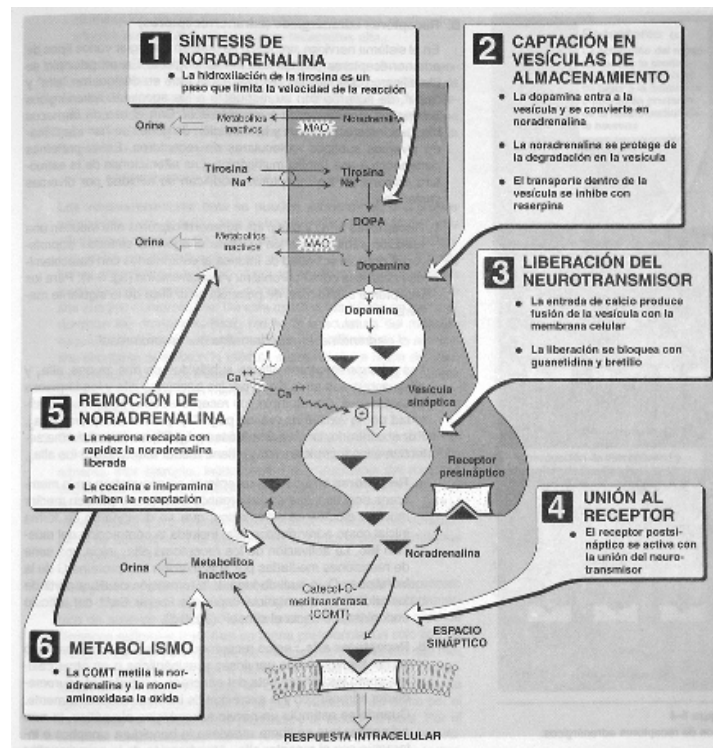 1
SÍNTESIS DE
NORADRENALINA
● La hidroxilación de la tirosina es un
paso que limita la velocidad de la reacción
2
CAPTACIÓN EN
VESÍCULAS DE
ALMACENAMIENTO
● La dopamina entra a la
vesícula y se convierte en
noradrenalina
● La noradrenalina se protege de
la degradación en la vesícula
● El transporte dentro de la
vesícula se inhibe con
reserpina
Orina
Metabolitos
inactivos
MAO
Noradrenalina
Tirosina
Na+
Tirosina
Na+
DOPA
Orina
Metabolitos
inactivos
MAO
Dopamina
3
LIBERACIÓN DEL
NEUROTRANSMISOR
● La entrada de calcio produce
fusión de la vesícula con la
membrana celular
● La liberación se bloquea con
guanetidina y bretilio
Dopamina
Ca++
Ca++
Vesícula
sináptica
+
5
REMOCIÓN DE
NORADRENALINA
● La neurona recapta con
rapidez la noradrenalina
liberada
● La cocaína e imipramina
inhiben la recaptación
Receptor
presináptico
4
UNIÓN AL
RECEPTOR
● El receptor postsi-
náptico se activa con
la unión del neuro-
transmisor
Noradrenalina
Orina
Metabolitos
inactivos
Catecol-O-
metiltransferasa
(COMT)
ESPACIO
SINÁPTICO
6
METABOLISMO
● La COMT metila la nor-
adrenalina y la mono-
aminoxidasa la oxida
RESPUESTA INTRACELULAR